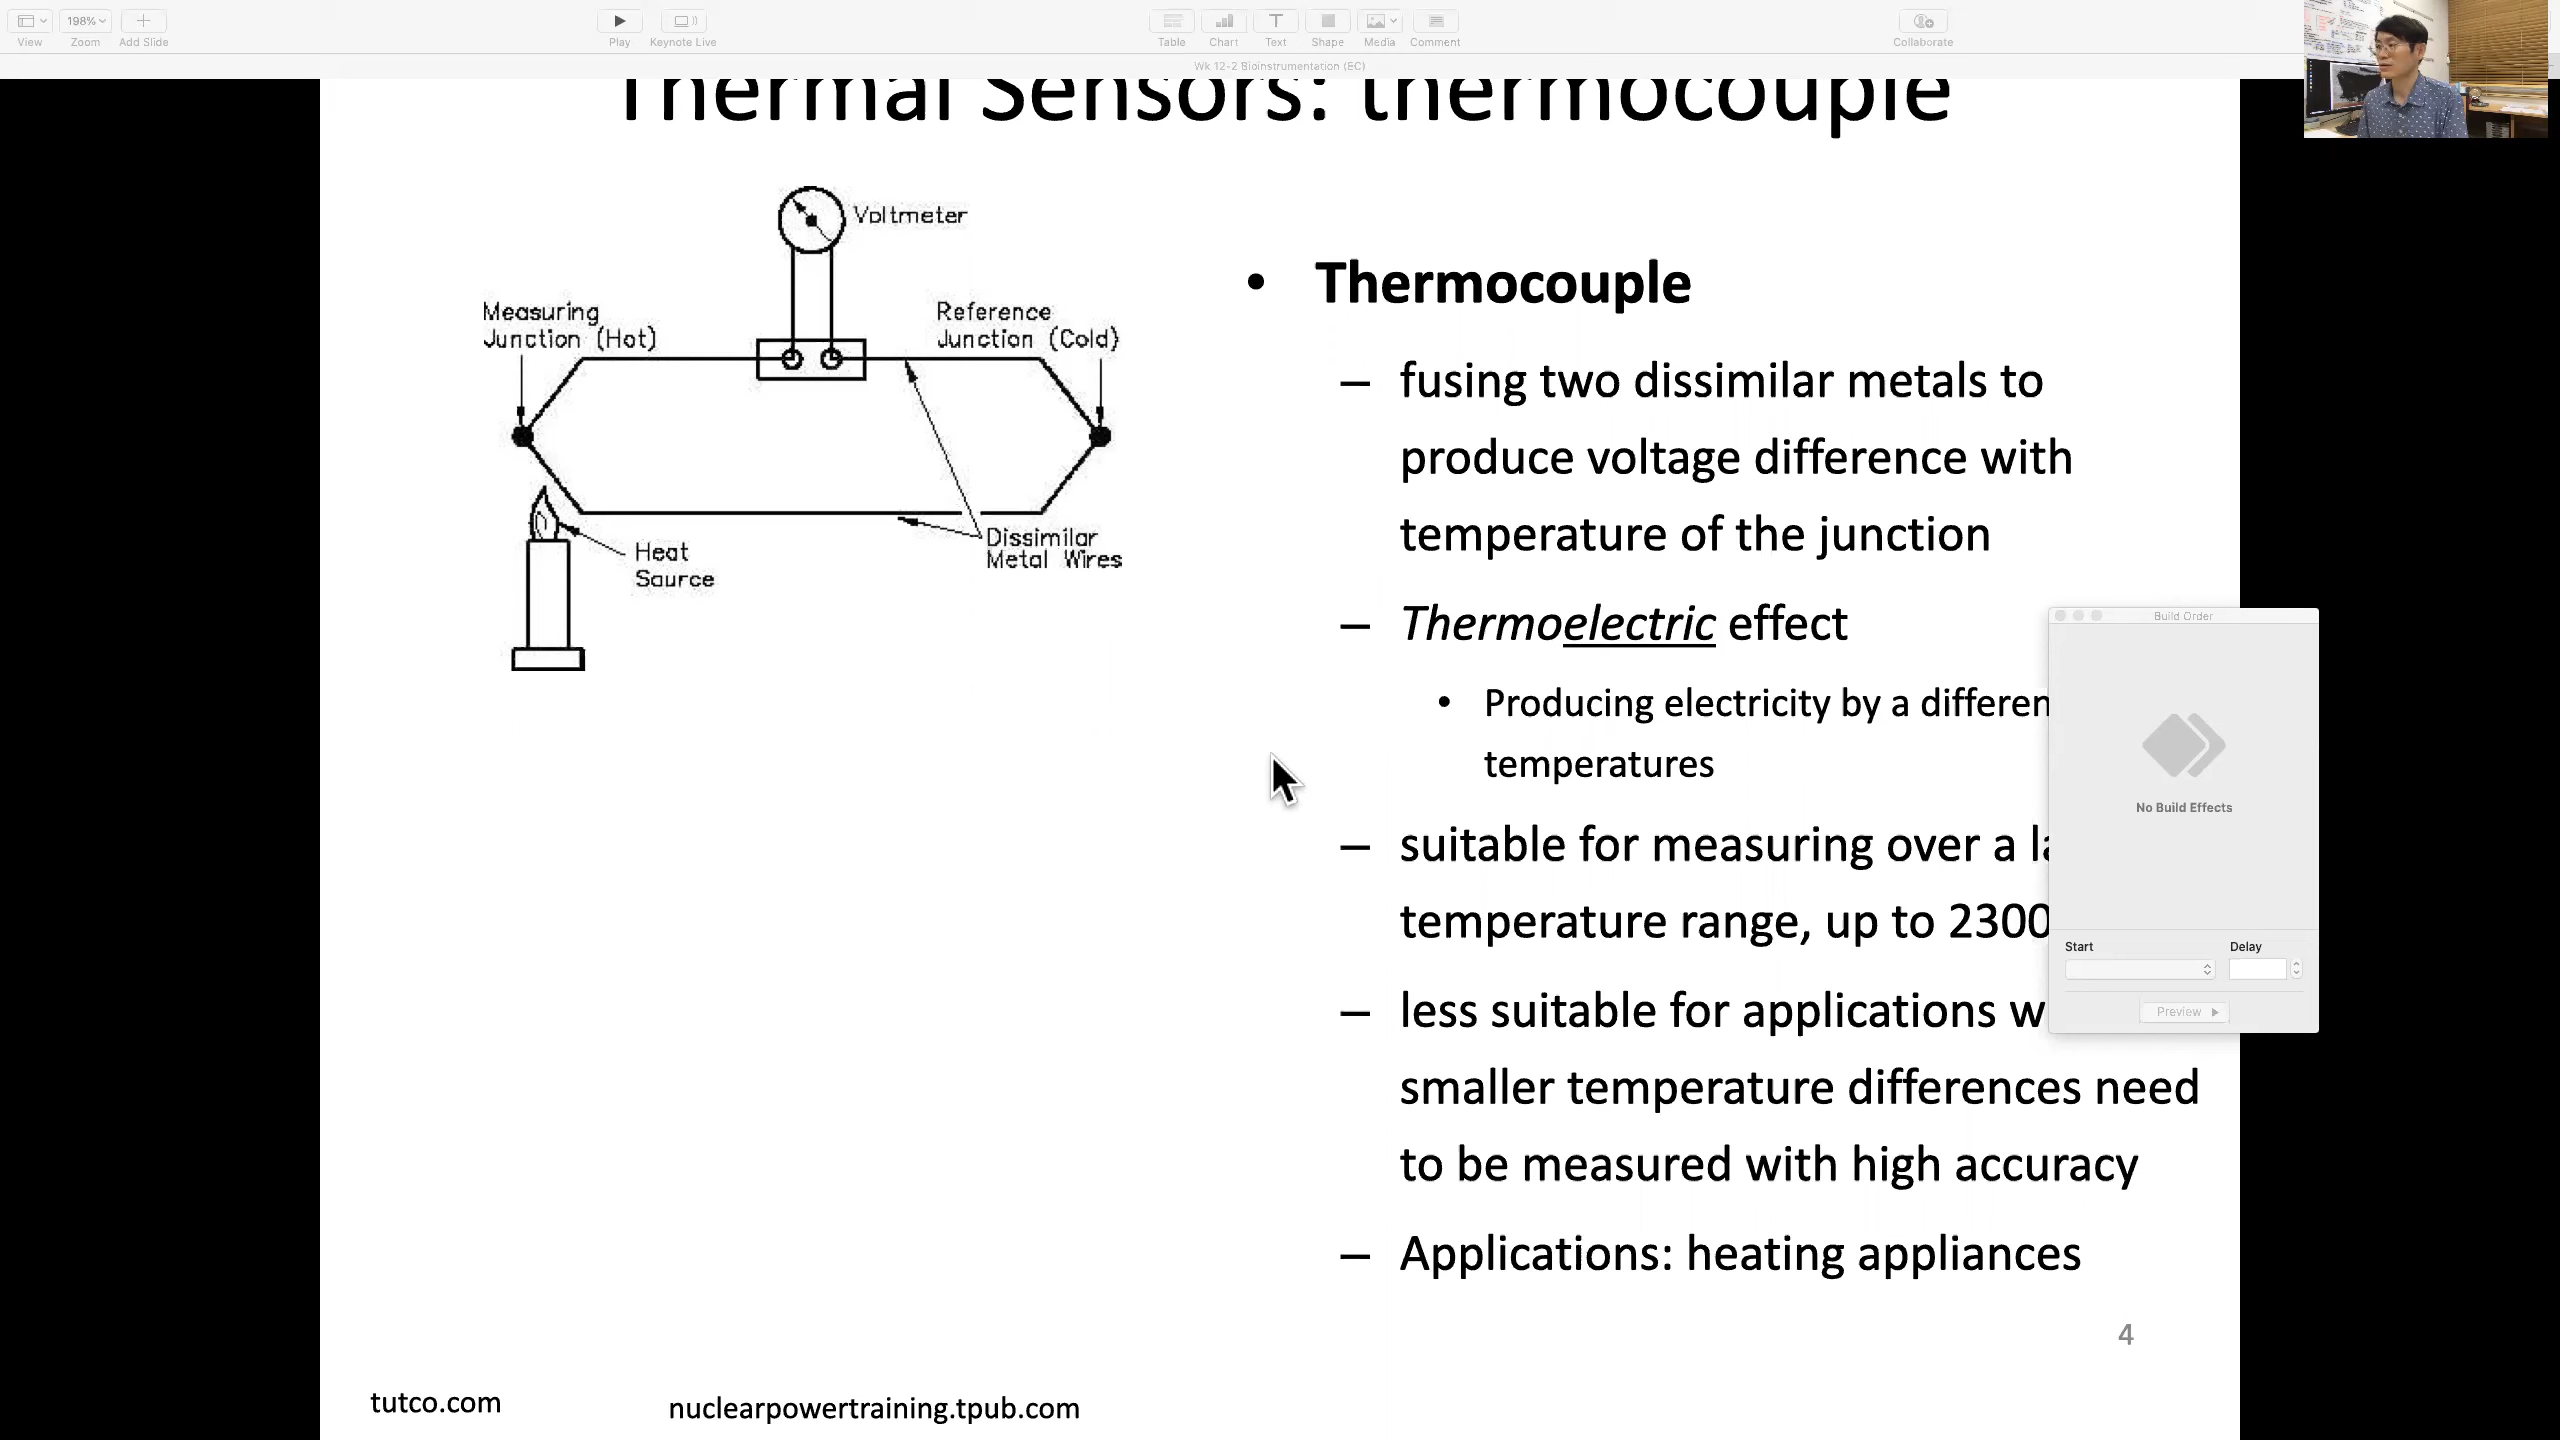 198%
View
Zoom
Add Slide
Play
Keynote Live
Table
Chart
Text
Shape
Media
Comment
Collaborate
Wk 12-2 Bioinstrumentation (EC)
Thermal Sensors: thermocouple
Voltmeter
Measuring
Junction (Hot)
Reference
Junction (Cold)
Heat
Source
Dissimilar
Metal Wires
• Thermocouple
– fusing two dissimilar metals to
produce voltage difference with
temperature of the junction
– Thermoelectric effect
• Producing electricity by a differen
temperatures
– suitable for measuring over a la
temperature range, up to 2300
– less suitable for applications w
smaller temperature differences need
to be measured with high accuracy
– Applications: heating appliances
Build Order
No Build Effects
Start
Delay
Preview
4
tutco.com
nuclearpowertraining.tpub.com